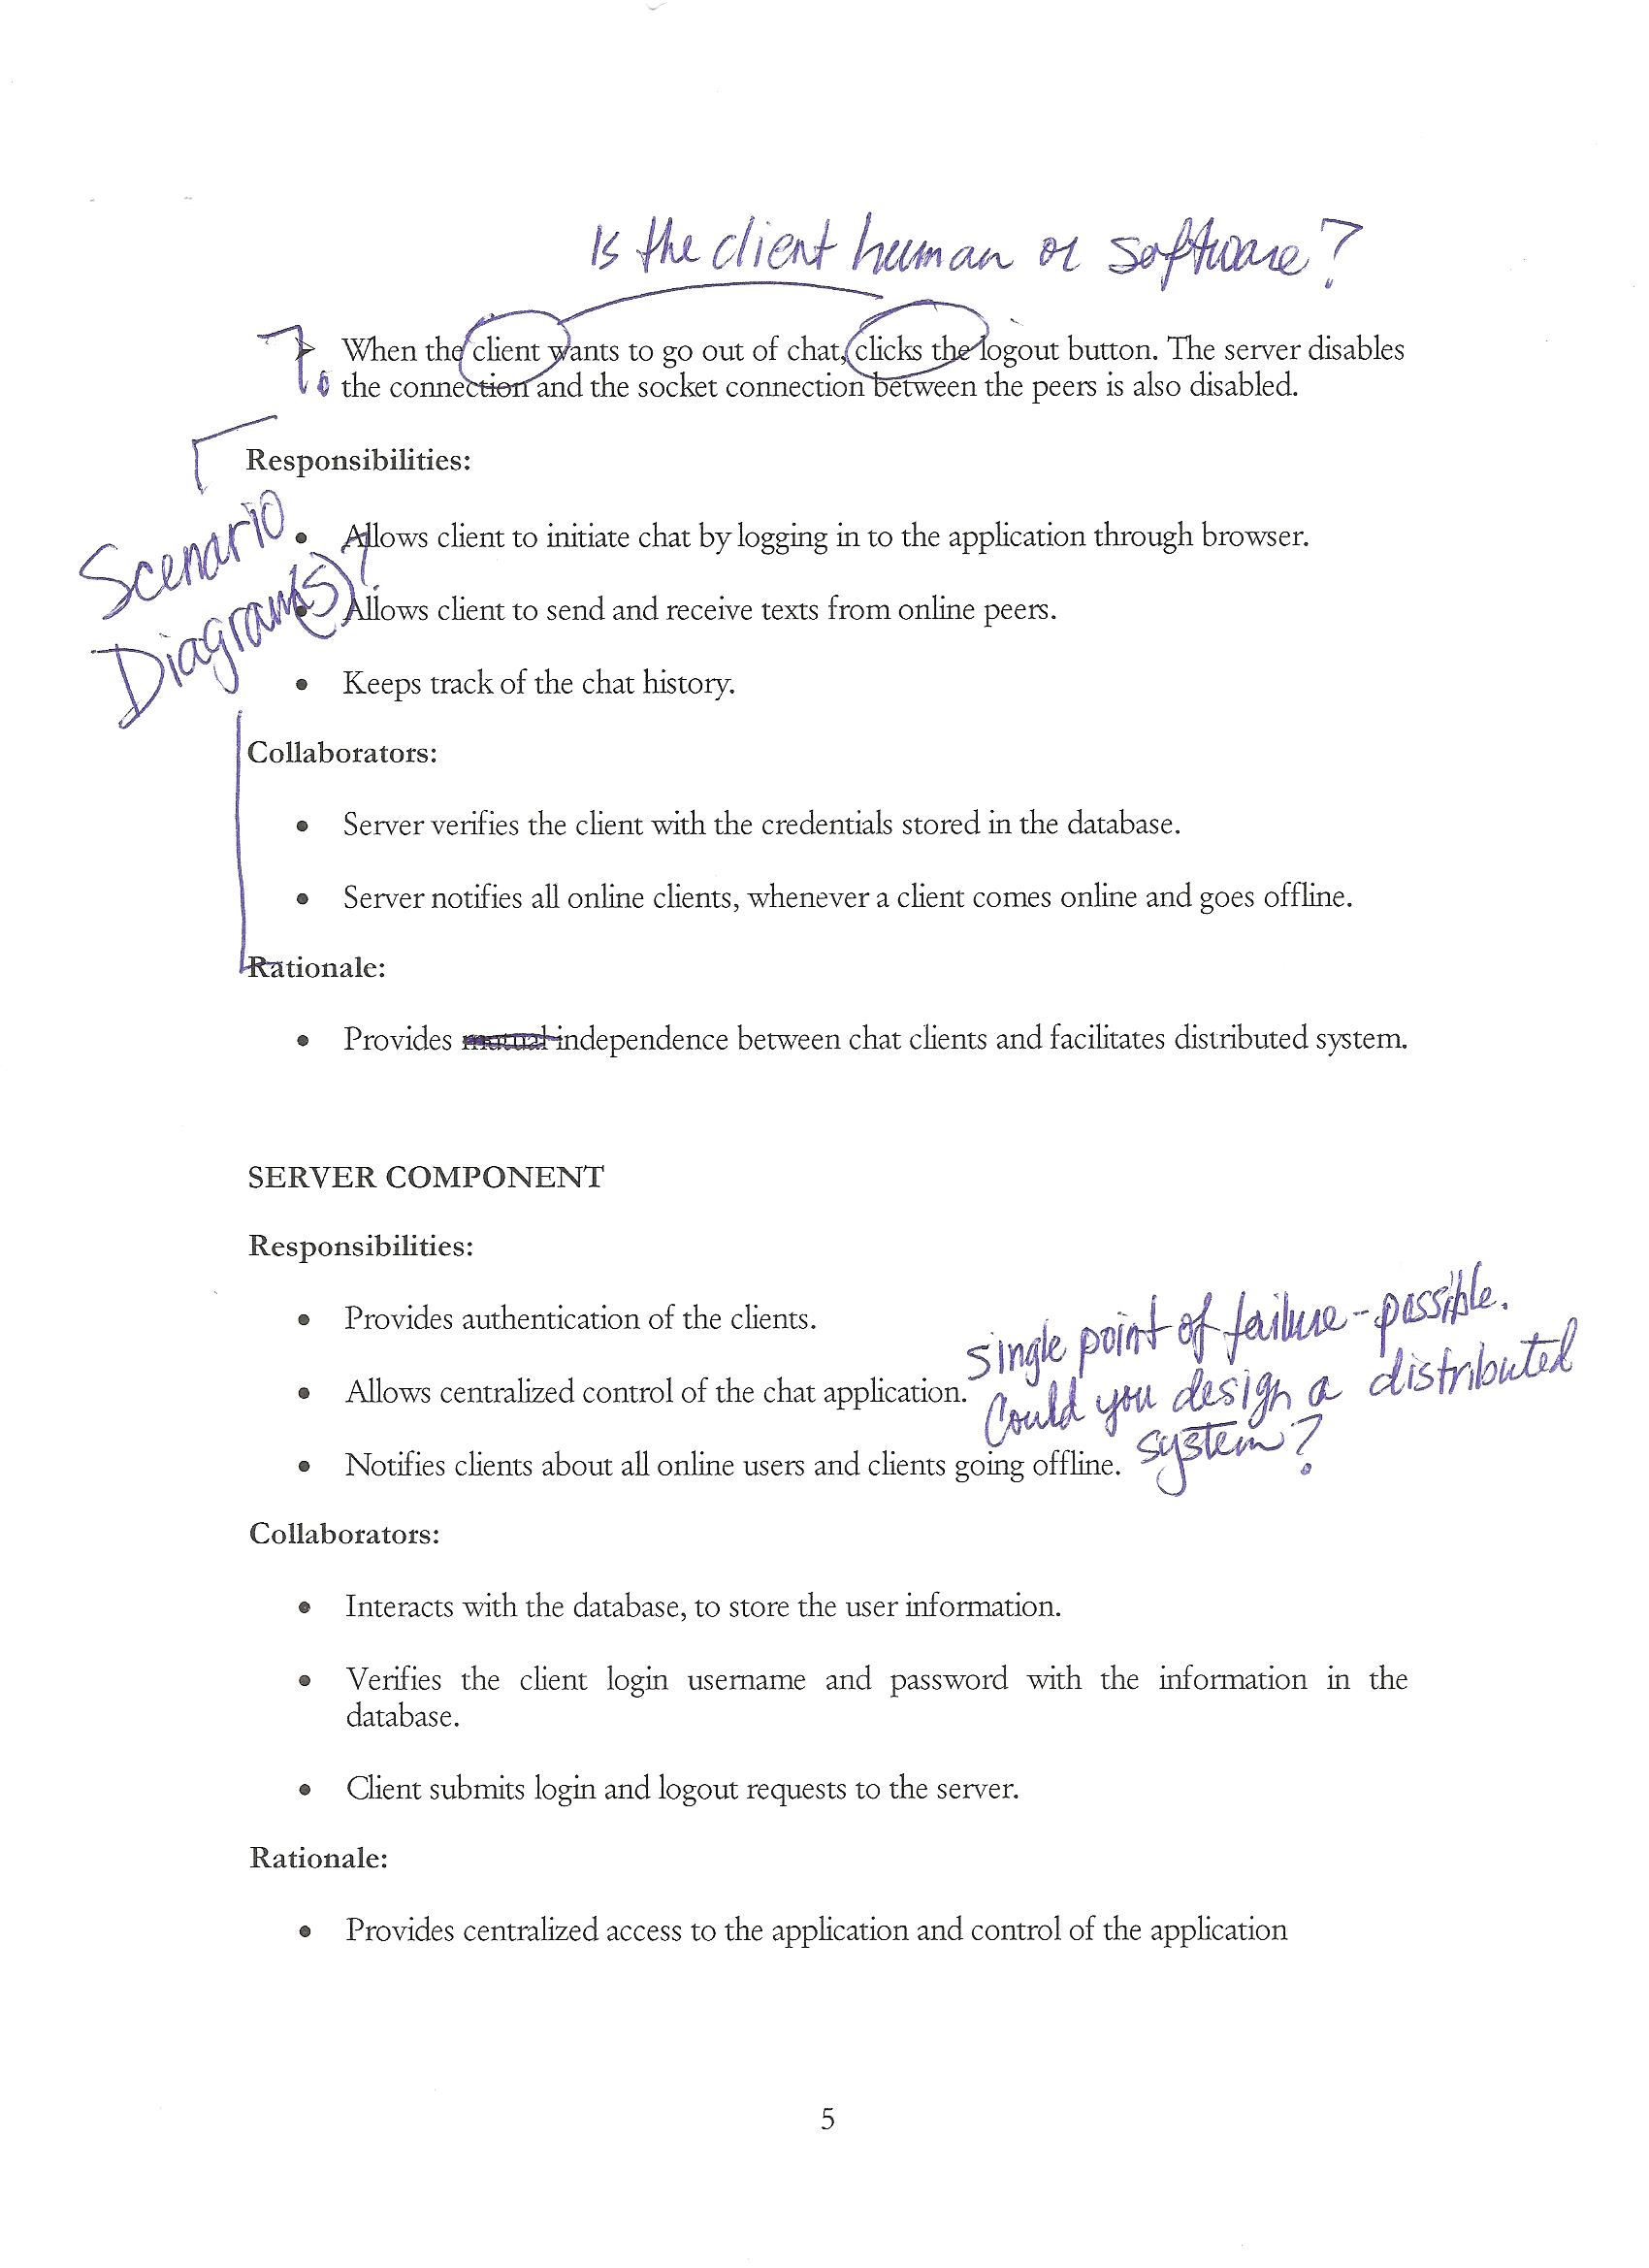 Is the client human or software?
? ➢ When the client wants to go out of chat, clicks the logout button. The server disables
the connection and the socket connection between the peers is also disabled.
Responsibilities:
Scenario
Diagram(s)?
• Allows client to initiate chat by logging in to the application through browser.
• Allows client to send and receive texts from online peers.
• Keeps track of the chat history.
Collaborators:
• Server verifies the client with the credentials stored in the database.
• Server notifies all online clients, whenever a client comes online and goes offline.
Rationale:
• Provides mutual independence between chat clients and facilitates distributed system.
SERVER COMPONENT
Responsibilities:
• Provides authentication of the clients.
single point of failure - possible.
• Allows centralized control of the chat application.
Could you design a distributed
system?
• Notifies clients about all online users and clients going offline.
Collaborators:
• Interacts with the database, to store the user information.
• Verifies the client login username and password with the information in the
database.
• Client submits login and logout requests to the server.
Rationale:
• Provides centralized access to the application and control of the application
5